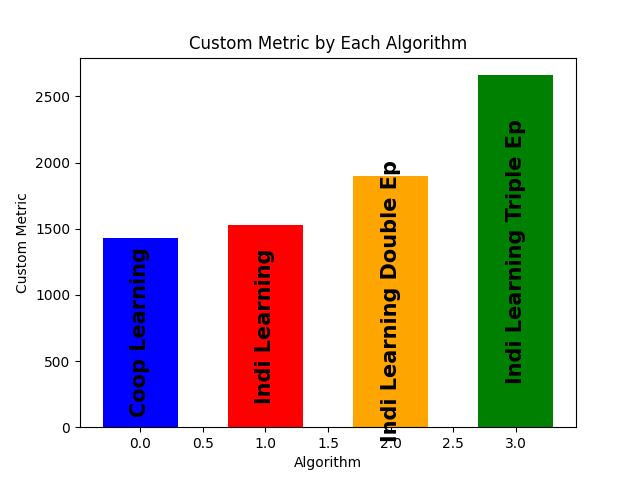 Custom Metric by Each Algorithm
2500
2000
1500
1000
500
0
Custom Metric
Coop Learning
Indi Learning
Indi Learning Double Ep
Indi Learning Triple Ep
0.0 0.5 1.0 1.5 2.0 2.5 3.0
Algorithm